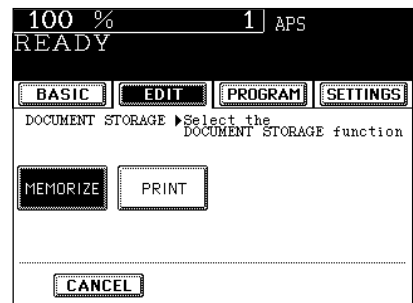 100 % 1 APS
READY
BASIC EDIT PROGRAM SETTINGS
DOCUMENT STORAGE ▶Select the
DOCUMENT STORAGE function
MEMORIZE PRINT
CANCEL